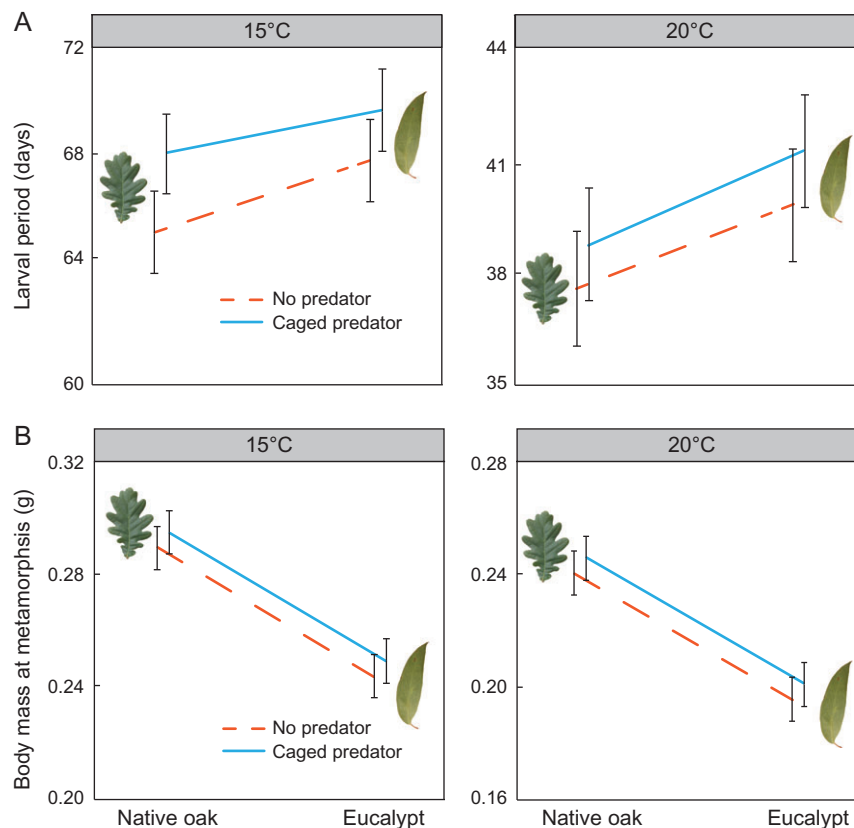 A
15°C
20°C
Larval period (days)
72
68
64
60
44
41
38
35
No predator
Caged predator
B
15°C
20°C
Body mass at metamorphsis (g)
0.32
0.28
0.24
0.20
0.28
0.24
0.20
0.16
No predator
Caged predator
Native oak
Eucalypt
Native oak
Eucalypt